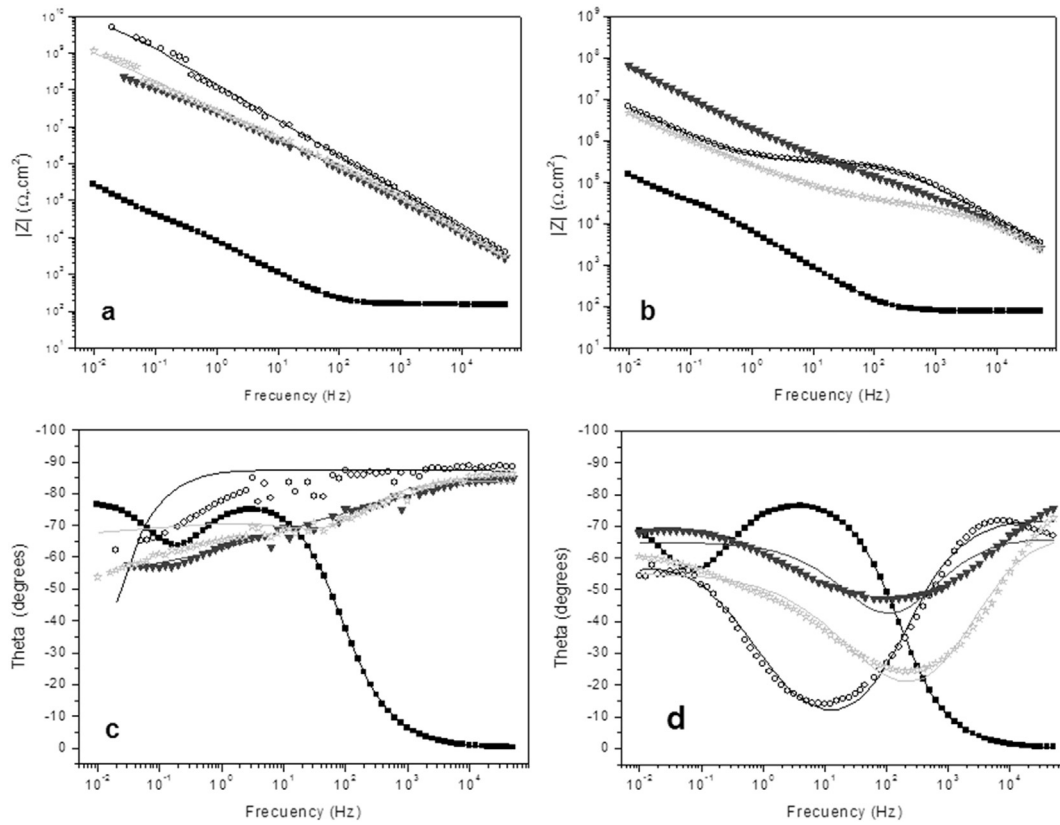 10¹⁰
10⁹
10⁸
10⁷
10⁶
10⁵
10⁴
10³
10²
10¹
|Z| (Ω.cm²)
a
10⁻² 10⁻¹ 10⁰ 10¹ 10² 10³ 10⁴
Frecuency (Hz)
10⁹
10⁸
10⁷
10⁶
10⁵
10⁴
10³
10²
10¹
|Z| (Ω.cm²)
b
10⁻² 10⁻¹ 10⁰ 10¹ 10² 10³ 10⁴
Frecuency (Hz)
-100
-90
-80
-70
-60
-50
-40
-30
-20
-10
0
Theta (degrees)
c
10⁻² 10⁻¹ 10⁰ 10¹ 10² 10³ 10⁴
Frecuency (Hz)
-100
-90
-80
-70
-60
-50
-40
-30
-20
-10
0
Theta (degrees)
d
10⁻² 10⁻¹ 10⁰ 10¹ 10² 10³ 10⁴
Frecuency (Hz)